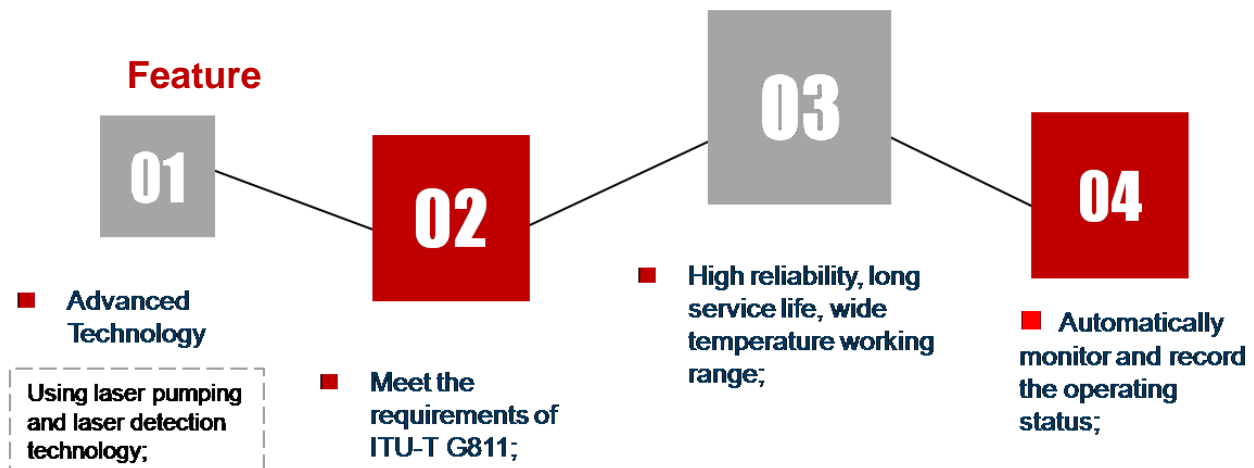 Feature
01
Advanced
Technology
Using laser pumping
and laser detection
technology;
02
Meet the
requirements of
ITU-T G811;
03
High reliability, long
service life, wide
temperature working
range;
04
Automatically
monitor and record
the operating
status;